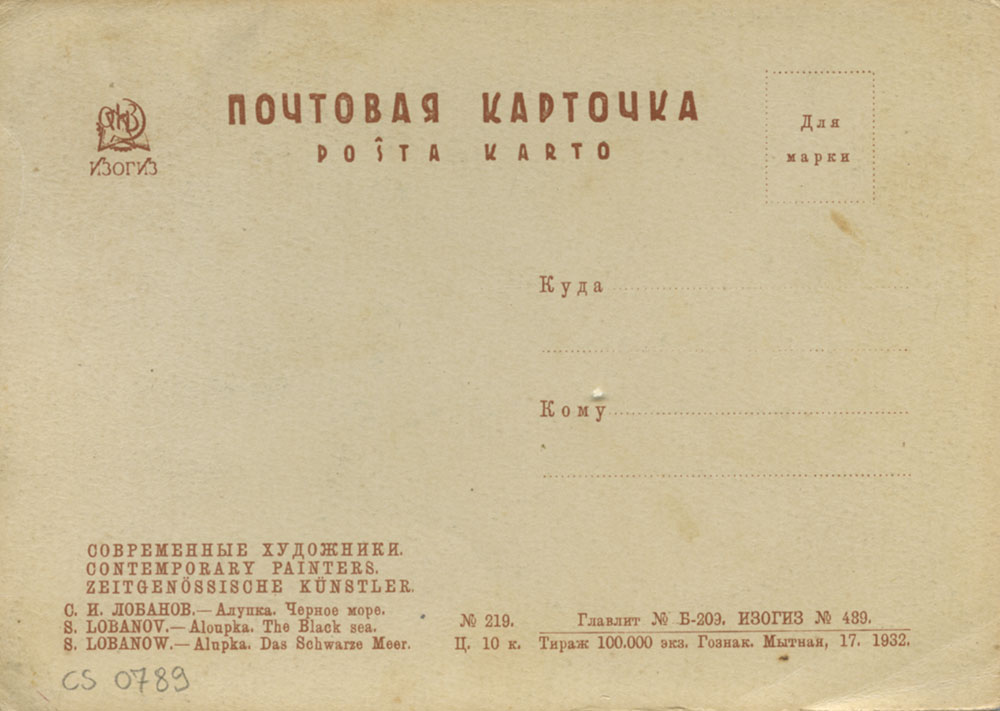 ИЗОГИЗ
ПОЧТОВАЯ КАРТОЧКА
POŜTA KARTO
Для
марки
Куда
Кому
СОВРЕМЕННЫЕ ХУДОЖНИКИ.
CONTEMPORARY PAINTERS.
ZEITGENÖSSISCHE KÜNSTLER.
С. И. ЛОБАНОВ.—Алупка. Черное море.
S. LOBANOV.—Aloupka. The Black sea.
S. LOBANOW.—Alupka. Das Schwarze Meer.
№ 219.
Ц. 10 к.
Главлит № Б-209. ИЗОГИЗ № 439.
Тираж 100.000 экз. Гознак. Мытная, 17. 1932.
CS 0789